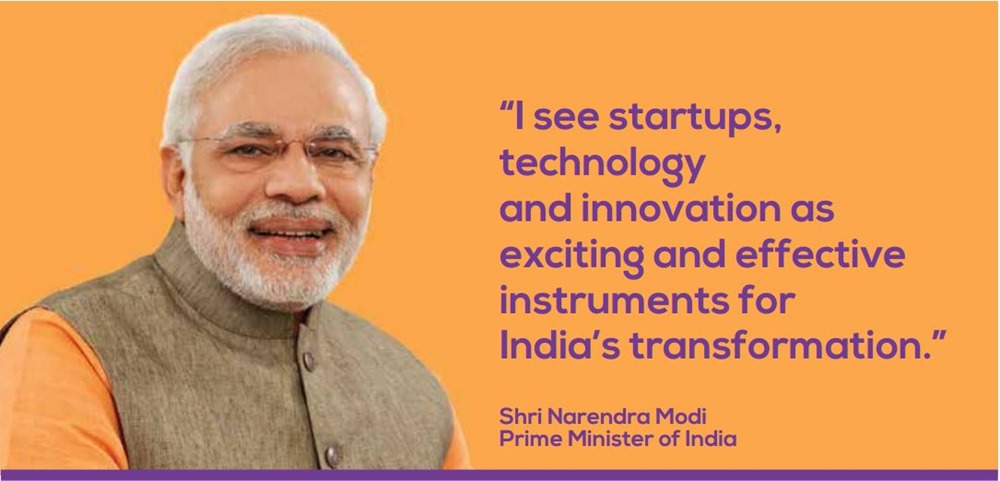 “I see startups,
technology
and innovation as
exciting and effective
instruments for
India’s transformation.”
Shri Narendra Modi
Prime Minister of India